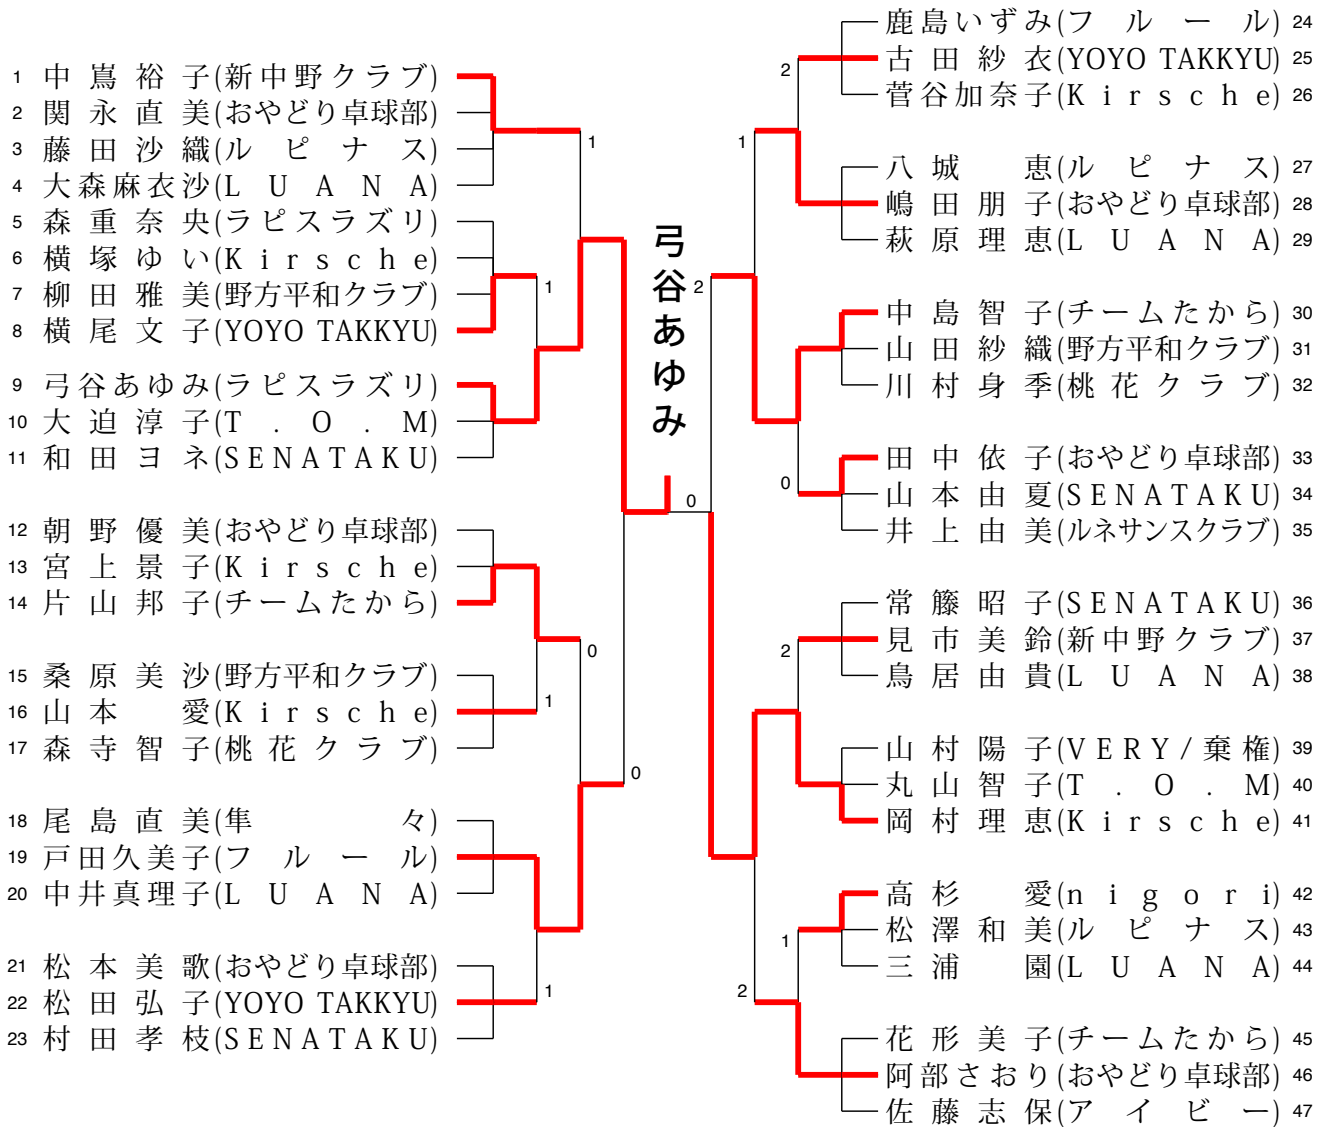 1 中嶌裕子(新中野クラブ)
2 関永直美(おやどり卓球部)
3 藤田沙織(ルピナス)
4 大森麻衣沙(LUANA)
5 森重奈央(ラピスラズリ)
6 横塚ゆい(Kirsche)
7 柳田雅美(野方平和クラブ)
8 横尾文子(YOYO TAKKYU)
9 弓谷あゆみ(ラピスラズリ)
10 大迫淳子(T.O.M)
11 和田ヨネ(SENATAKU)
12 朝野優美(おやどり卓球部)
13 宮上景子(Kirsche)
14 片山邦子(チームたから)
15 桑原美沙(野方平和クラブ)
16 山本 愛(Kirsche)
17 森寺智子(桃花クラブ)
18 尾島直美(隼々)
19 戸田久美子(フルール)
20 中井真理子(LUANA)
21 松本美歌(おやどり卓球部)
22 松田弘子(YOYO TAKKYU)
23 村田孝枝(SENATAKU)
1
1
0
1
0
1
弓谷あゆみ
0
2
1
2
0
2
1
2
鹿島いずみ(フルール) 24
古田紗衣(YOYO TAKKYU) 25
菅谷加奈子(Kirsche) 26
八城 恵(ルピナス) 27
嶋田朋子(おやどり卓球部) 28
萩原理恵(LUANA) 29
中島智子(チームたから) 30
山田紗織(野方平和クラブ) 31
川村身季(桃花クラブ) 32
田中依子(おやどり卓球部) 33
山本由夏(SENATAKU) 34
井上由美(ルネサンスクラブ) 35
常籐昭子(SENATAKU) 36
見市美鈴(新中野クラブ) 37
鳥居由貴(LUANA) 38
山村陽子(VERY/棄権) 39
丸山智子(T.O.M) 40
岡村理恵(Kirsche) 41
高杉 愛(nigori) 42
松澤和美(ルピナス) 43
三浦 園(LUANA) 44
花形美子(チームたから) 45
阿部さおり(おやどり卓球部) 46
佐藤志保(アイビー) 47